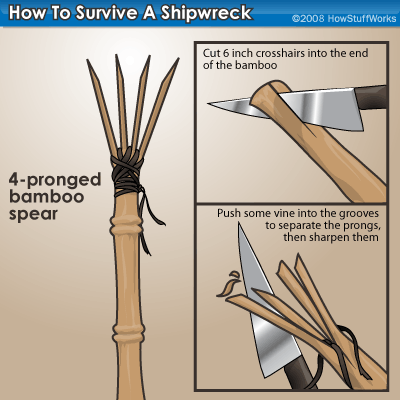 How To Survive A Shipwreck
©2008 HowStuffWorks
Cut 6 inch crosshairs into the end
of the bamboo
4-pronged
bamboo
spear
Push some vine into the grooves
to separate the prongs,
then sharpen them